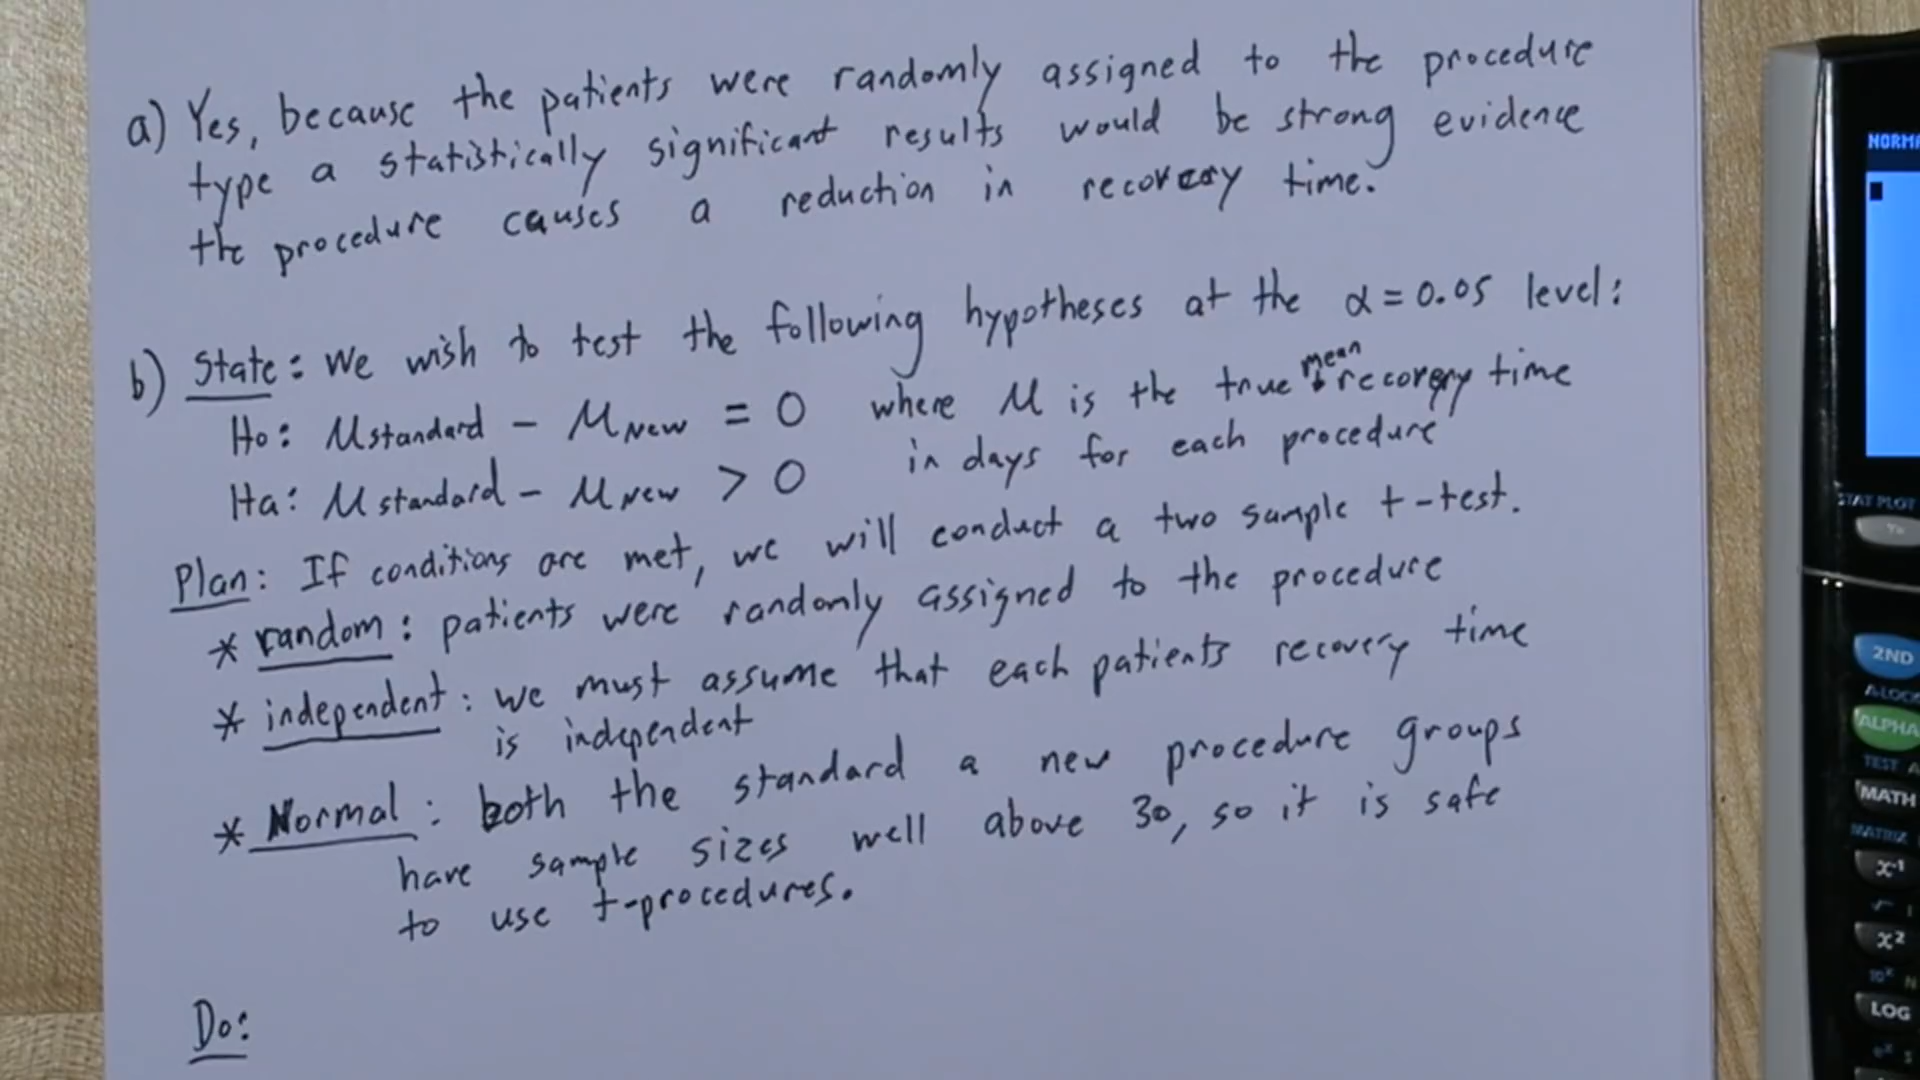 a) Yes, because the patients were randomly assigned to the procedure
type a statistically significant results would be strong evidence
the procedure causes a reduction in recovery time.
b) State: We wish to test the following hypotheses at the α = 0.05 level:
Ho: μstandard - μNew = 0 where μ is the true mean recovery time
Ha: μstandard - μNew > 0 in days for each procedure
Plan: If conditions are met, we will conduct a two sample t-test.
* random: patients were randomly assigned to the procedure
* independent: we must assume that each patients recovery time
is independent
* Normal: both the standard a new procedure groups
have sample sizes well above 30, so it is safe
to use t-procedures.
Do:
NORMA
STAT PLOT
2ND
A-LOCK
ALPHA
TEST A
MATH
MATRIX
x⁻¹
√
x²
10ˣ N
LOG
eˣ S